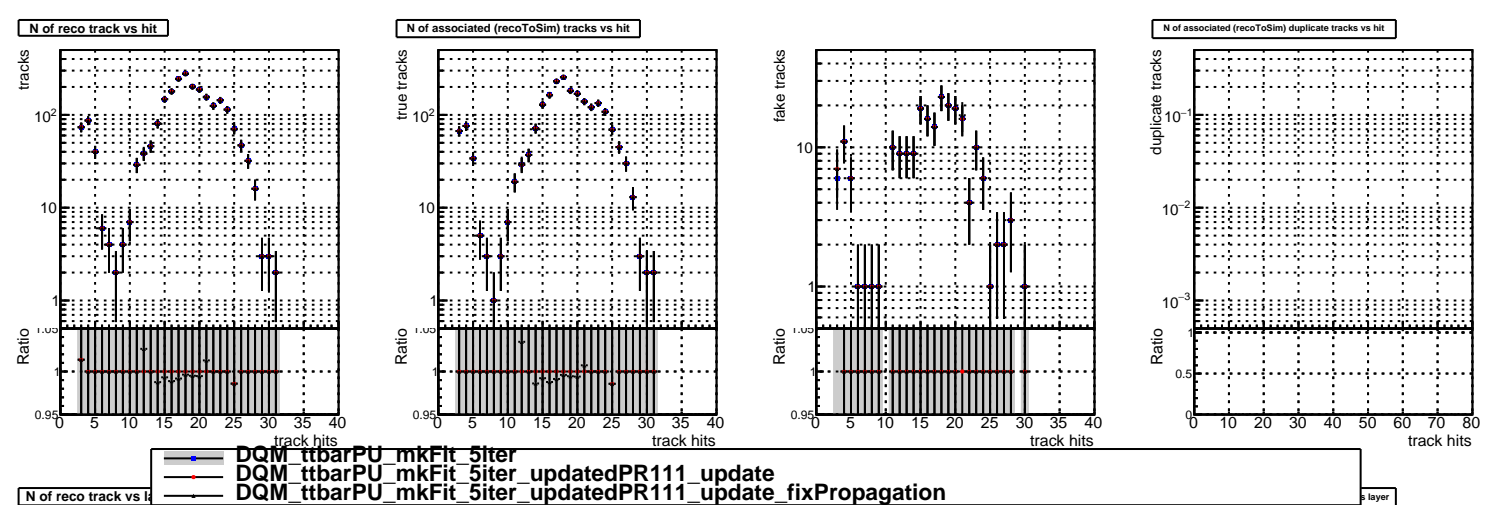 N of reco track vs hit
tracks
10²
10
1
1.05
Ratio
1
0.95
0 5 10 15 20 25 30 35 40
track hits
N of associated (recoToSim) tracks vs hit
true tracks
10²
10
1
1.05
Ratio
1
0.95
0 5 10 15 20 25 30 35 40
track hits
fake tracks
10
1
1.05
Ratio
1
0.95
0 5 10 15 20 25 30 35 40
track hits
N of associated (recoToSim) duplicate tracks vs hit
duplicate tracks
10⁻¹
10⁻²
10⁻³
Ratio
1
0.5
0
0 10 20 30 40 50 60 70 80
track hits
DQM_ttbarPU_mkFit_5iter
DQM_ttbarPU_mkFit_5iter_updatedPR111_update
DQM_ttbarPU_mkFit_5iter_updatedPR111_update_fixPropagation
N of reco track vs la
s layer